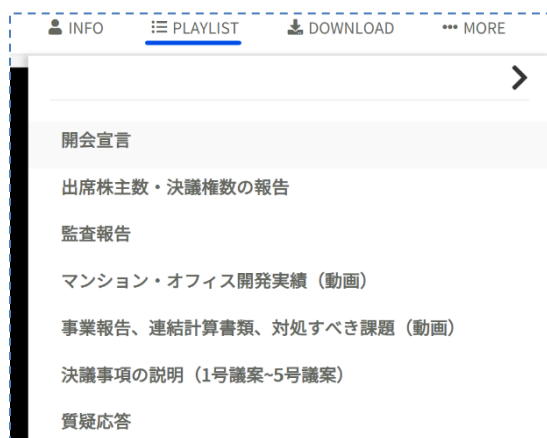 INFO PLAYLIST DOWNLOAD MORE
開会宣言
出席株主数・決議権数の報告
監査報告
マンション・オフィス開発実績（動画）
事業報告、連結計算書類、対処すべき課題（動画）
決議事項の説明（1号議案~5号議案）
質疑応答